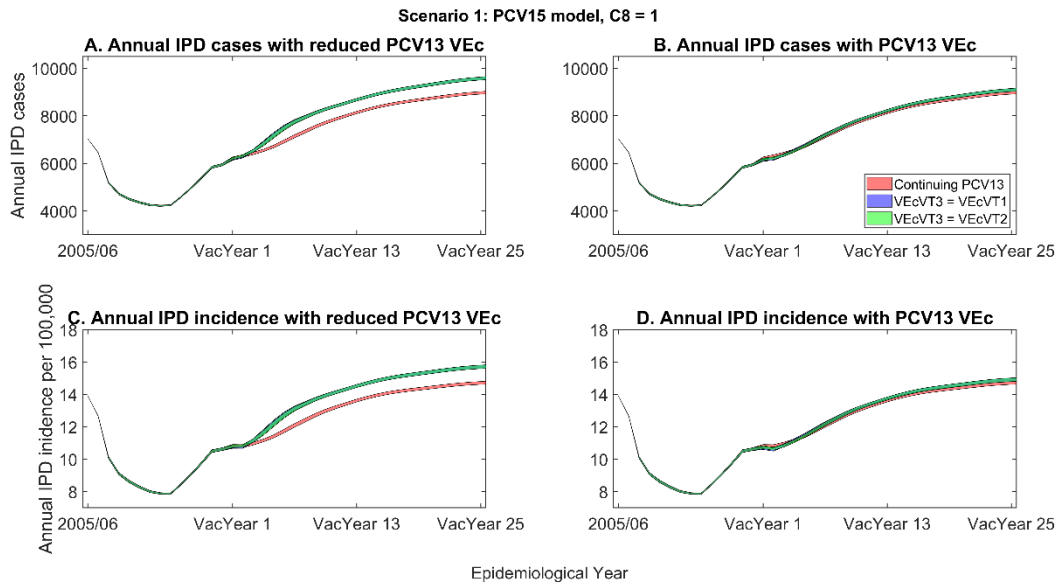 Scenario 1: PCV15 model, C8 = 1
A. Annual IPD cases with reduced PCV13 VEc
Annual IPD cases
10000
8000
6000
4000
2005/06 VacYear 1 VacYear 13 VacYear 25
B. Annual IPD cases with PCV13 VEc
10000
8000
6000
4000
Continuing PCV13
VEcVT3 = VEcVT1
VEcVT3 = VEcVT2
2005/06 VacYear 1 VacYear 13 VacYear 25
C. Annual IPD incidence with reduced PCV13 VEc
Annual IPD inidence per 100,000
18
16
14
12
10
8
2005/06 VacYear 1 VacYear 13 VacYear 25
D. Annual IPD incidence with PCV13 VEc
18
16
14
12
10
8
2005/06 VacYear 1 VacYear 13 VacYear 25
Epidemiological Year